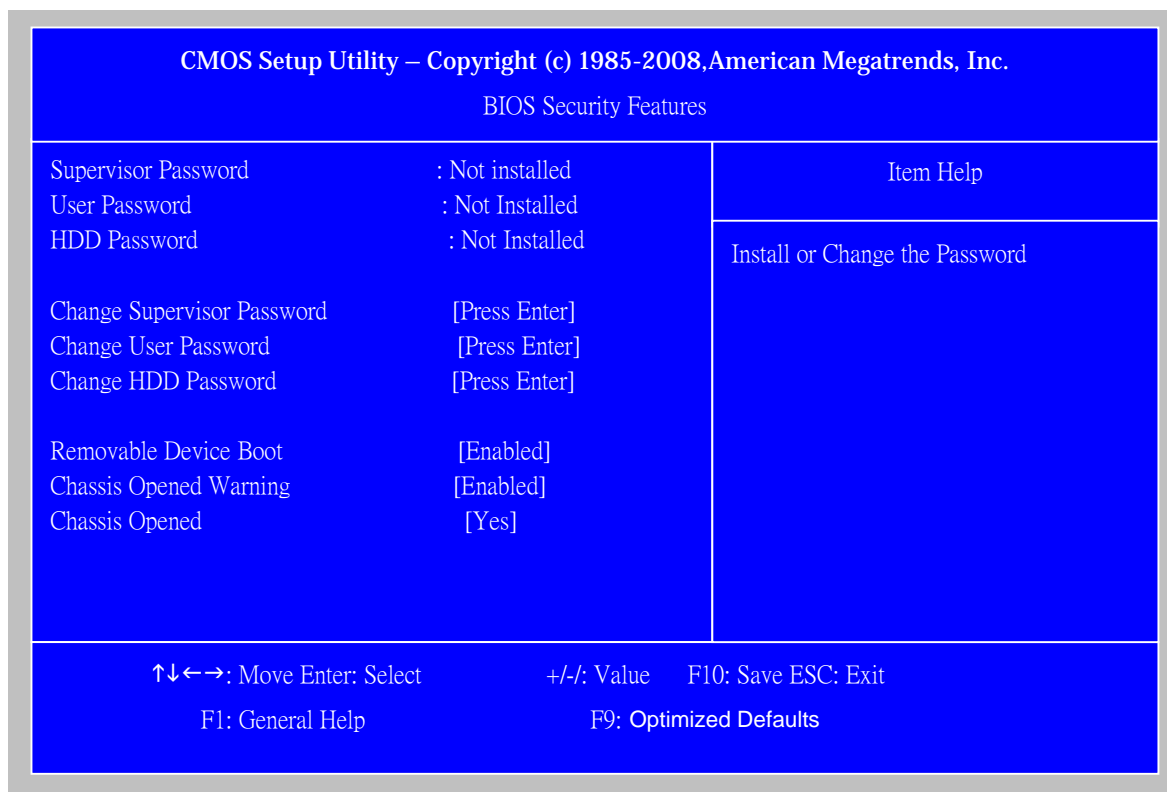 CMOS Setup Utility – Copyright (c) 1985-2008,American Megatrends, Inc.
BIOS Security Features
Supervisor Password : Not installed
User Password : Not Installed
HDD Password : Not Installed
Change Supervisor Password [Press Enter]
Change User Password [Press Enter]
Change HDD Password [Press Enter]
Removable Device Boot [Enabled]
Chassis Opened Warning [Enabled]
Chassis Opened [Yes]
Item Help
Install or Change the Password
↑↓←→: Move Enter: Select +/-/: Value F10: Save ESC: Exit
F1: General Help F9: Optimized Defaults